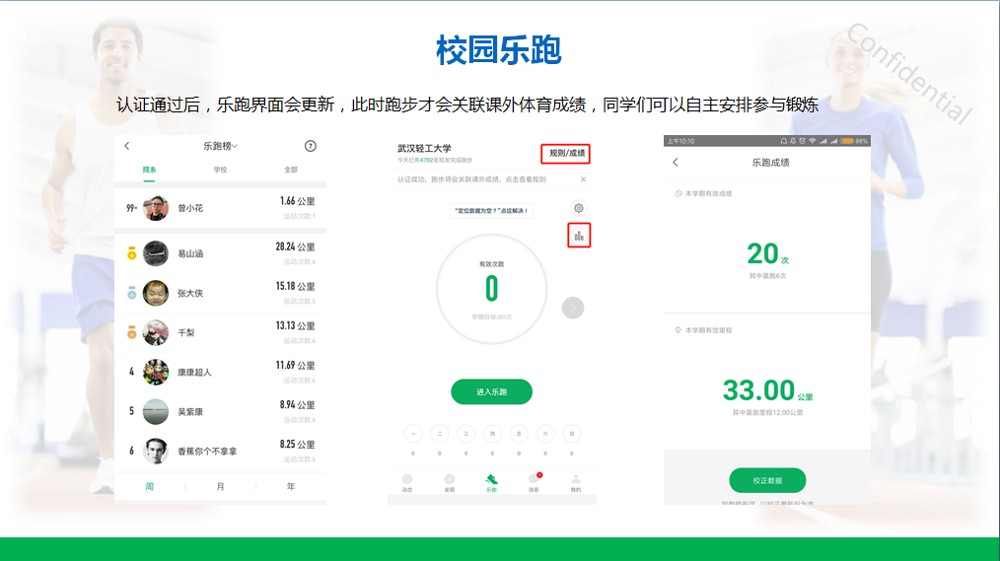 校园乐跑
Confidential
认证通过后，乐跑界面会更新，此时跑步才会关联课外体育成绩，同学们可以自主安排参与锻炼
乐跑榜
?
院系 学校 全部
99+ 曾小花 1.66 公里
运动次数:1
易山涵 28.24 公里
运动次数:4
张大侠 15.18 公里
运动次数:5
千梨 13.13 公里
运动次数:4
4 康康超人 11.69 公里
运动次数:4
5 吴紫康 8.94 公里
运动次数:4
6 香蕉你个不拿拿 8.25 公里
运动次数:4
周 月 年
武汉轻工大学
规则/成绩
今天已有4792名校友完成跑步
认证成功，跑步将会关联课外成绩，点击查看规则
"定位数据为空？"点这解决！
有效次数
0
学期目标:60次
进入乐跑
一 二 三 四 五 六 日
0 0 0 0 0 0 0
动态 发现 乐跑 消息 我的
上午10:10 88%
乐跑成绩
本学期有效成绩
20 次
其中晨跑6次
本学期有效里程
33.00 公里
其中晨跑里程12.00公里
校正数据